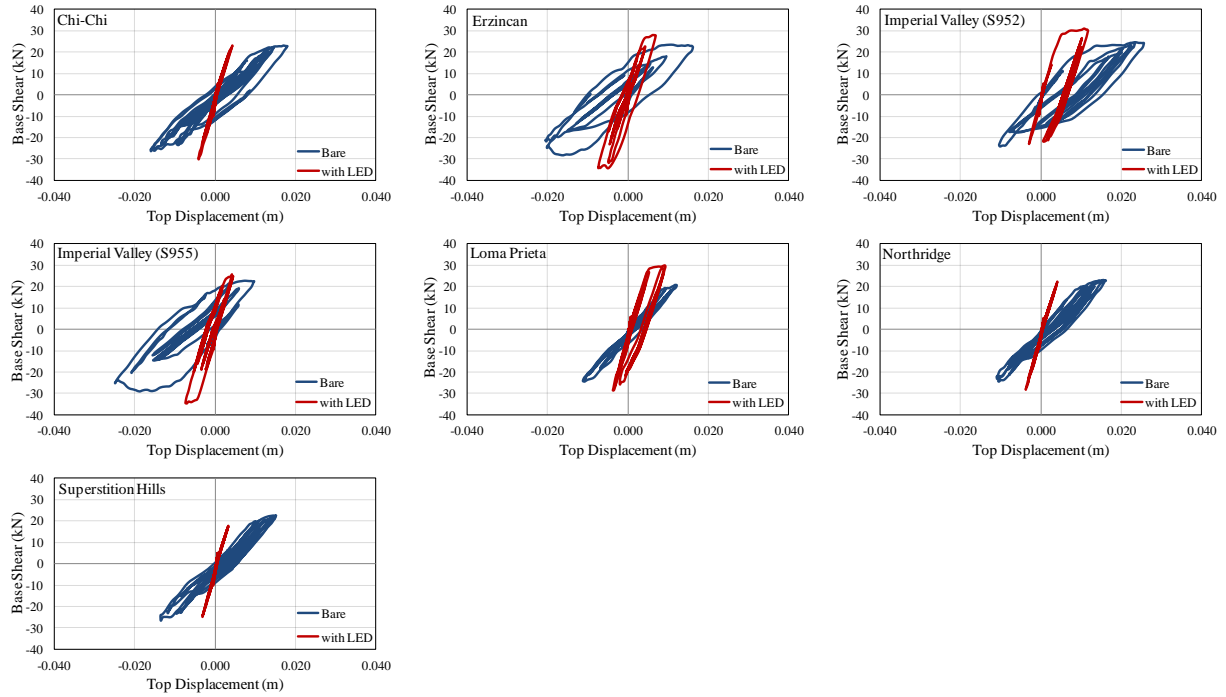 Chi-Chi
Base Shear (kN)
40
30
20
10
0
-10
-20
-30
-40
-0.040 -0.020 0.000 0.020 0.040
Top Displacement (m)
Bare
with LED
Erzincan
Base Shear (kN)
40
30
20
10
0
-10
-20
-30
-40
-0.040 -0.020 0.000 0.020 0.040
Top Displacement (m)
Bare
with LED
Imperial Valley (S952)
Base Shear (kN)
40
30
20
10
0
-10
-20
-30
-40
-0.040 -0.020 0.000 0.020 0.040
Top Displacement (m)
Bare
with LED
Imperial Valley (S955)
Base Shear (kN)
40
30
20
10
0
-10
-20
-30
-40
-0.040 -0.020 0.000 0.020 0.040
Top Displacement (m)
Bare
with LED
Loma Prieta
Base Shear (kN)
40
30
20
10
0
-10
-20
-30
-40
-0.040 -0.020 0.000 0.020 0.040
Top Displacement (m)
Bare
with LED
Northridge
Base Shear (kN)
40
30
20
10
0
-10
-20
-30
-40
-0.040 -0.020 0.000 0.020 0.040
Top Displacement (m)
Bare
with LED
Superstition Hills
Base Shear (kN)
40
30
20
10
0
-10
-20
-30
-40
-0.040 -0.020 0.000 0.020 0.040
Top Displacement (m)
Bare
with LED